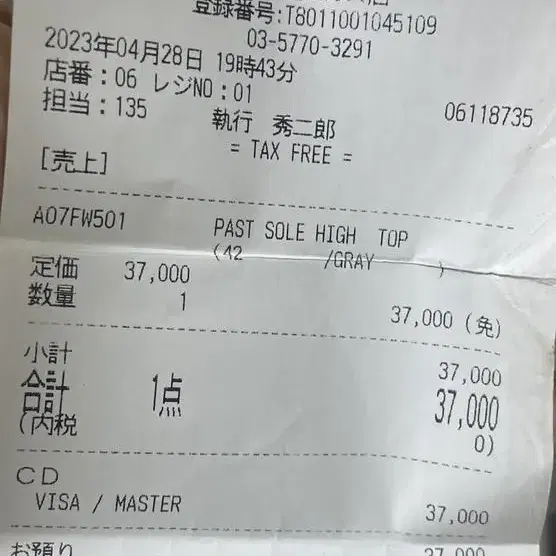 登録番号:T8011001045109
03-5770-3291
2023年04月28日 19時43分
店番:06 レジNO:01
06118735
担当:135 執行 秀二郎
= TAX FREE =
[売上]
A07FW501 PAST SOLE HIGH TOP
(42 /GRAY )
定価 37,000
数量 1 37,000 (免)
小計 37,000
合計 1点 37,000
(内税 0)
CD
VISA / MASTER 37,000
お預り 37,000